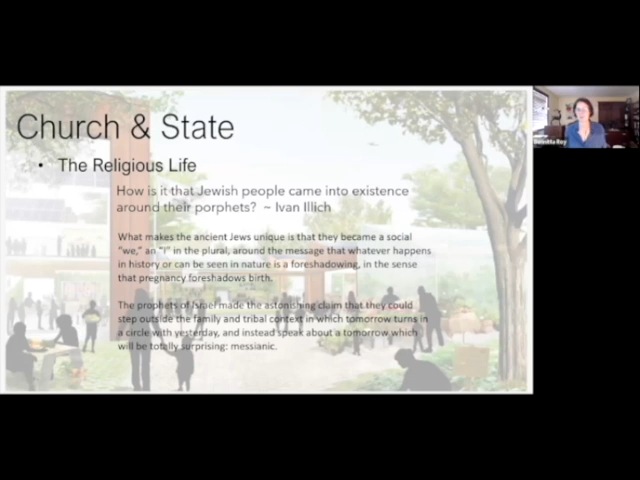 Church & State
• The Religious Life
How is it that Jewish people came into existence
around their porphets? ~ Ivan Illich
What makes the ancient Jews unique is that they became a social
"we," an "I" in the plural, around the message that whatever happens
in history or can be seen in nature is a foreshadowing, in the sense
that pregnancy foreshadows birth.
The prophets of Israel made the astonishing claim that they could
step outside the family and tribal context in which tomorrow turns in
a circle with yesterday, and instead speak about a tomorrow which
will be totally surprising: messianic.
Bonnitta Roy